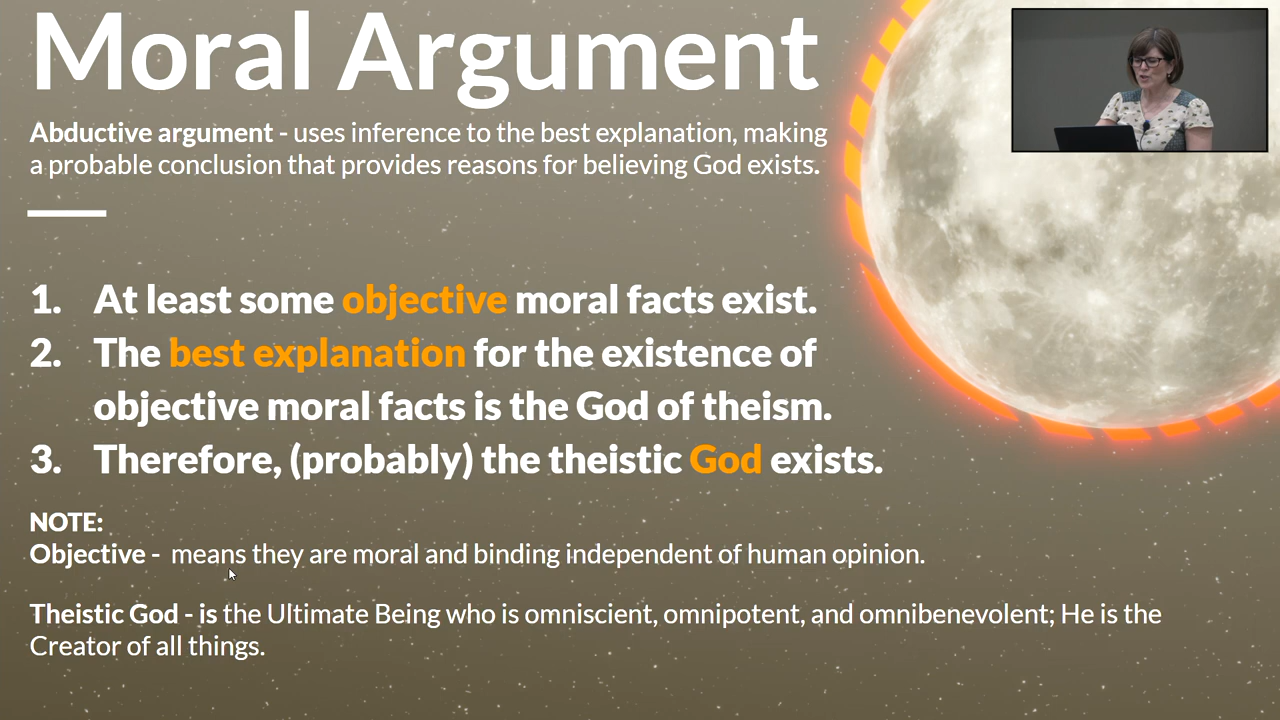 Moral Argument
Abductive argument - uses inference to the best explanation, making
a probable conclusion that provides reasons for believing God exists.
1. At least some objective moral facts exist.
2. The best explanation for the existence of
objective moral facts is the God of theism.
3. Therefore, (probably) the theistic God exists.
NOTE:
Objective - means they are moral and binding independent of human opinion.
Theistic God - is the Ultimate Being who is omniscient, omnipotent, and omnibenevolent; He is the
Creator of all things.